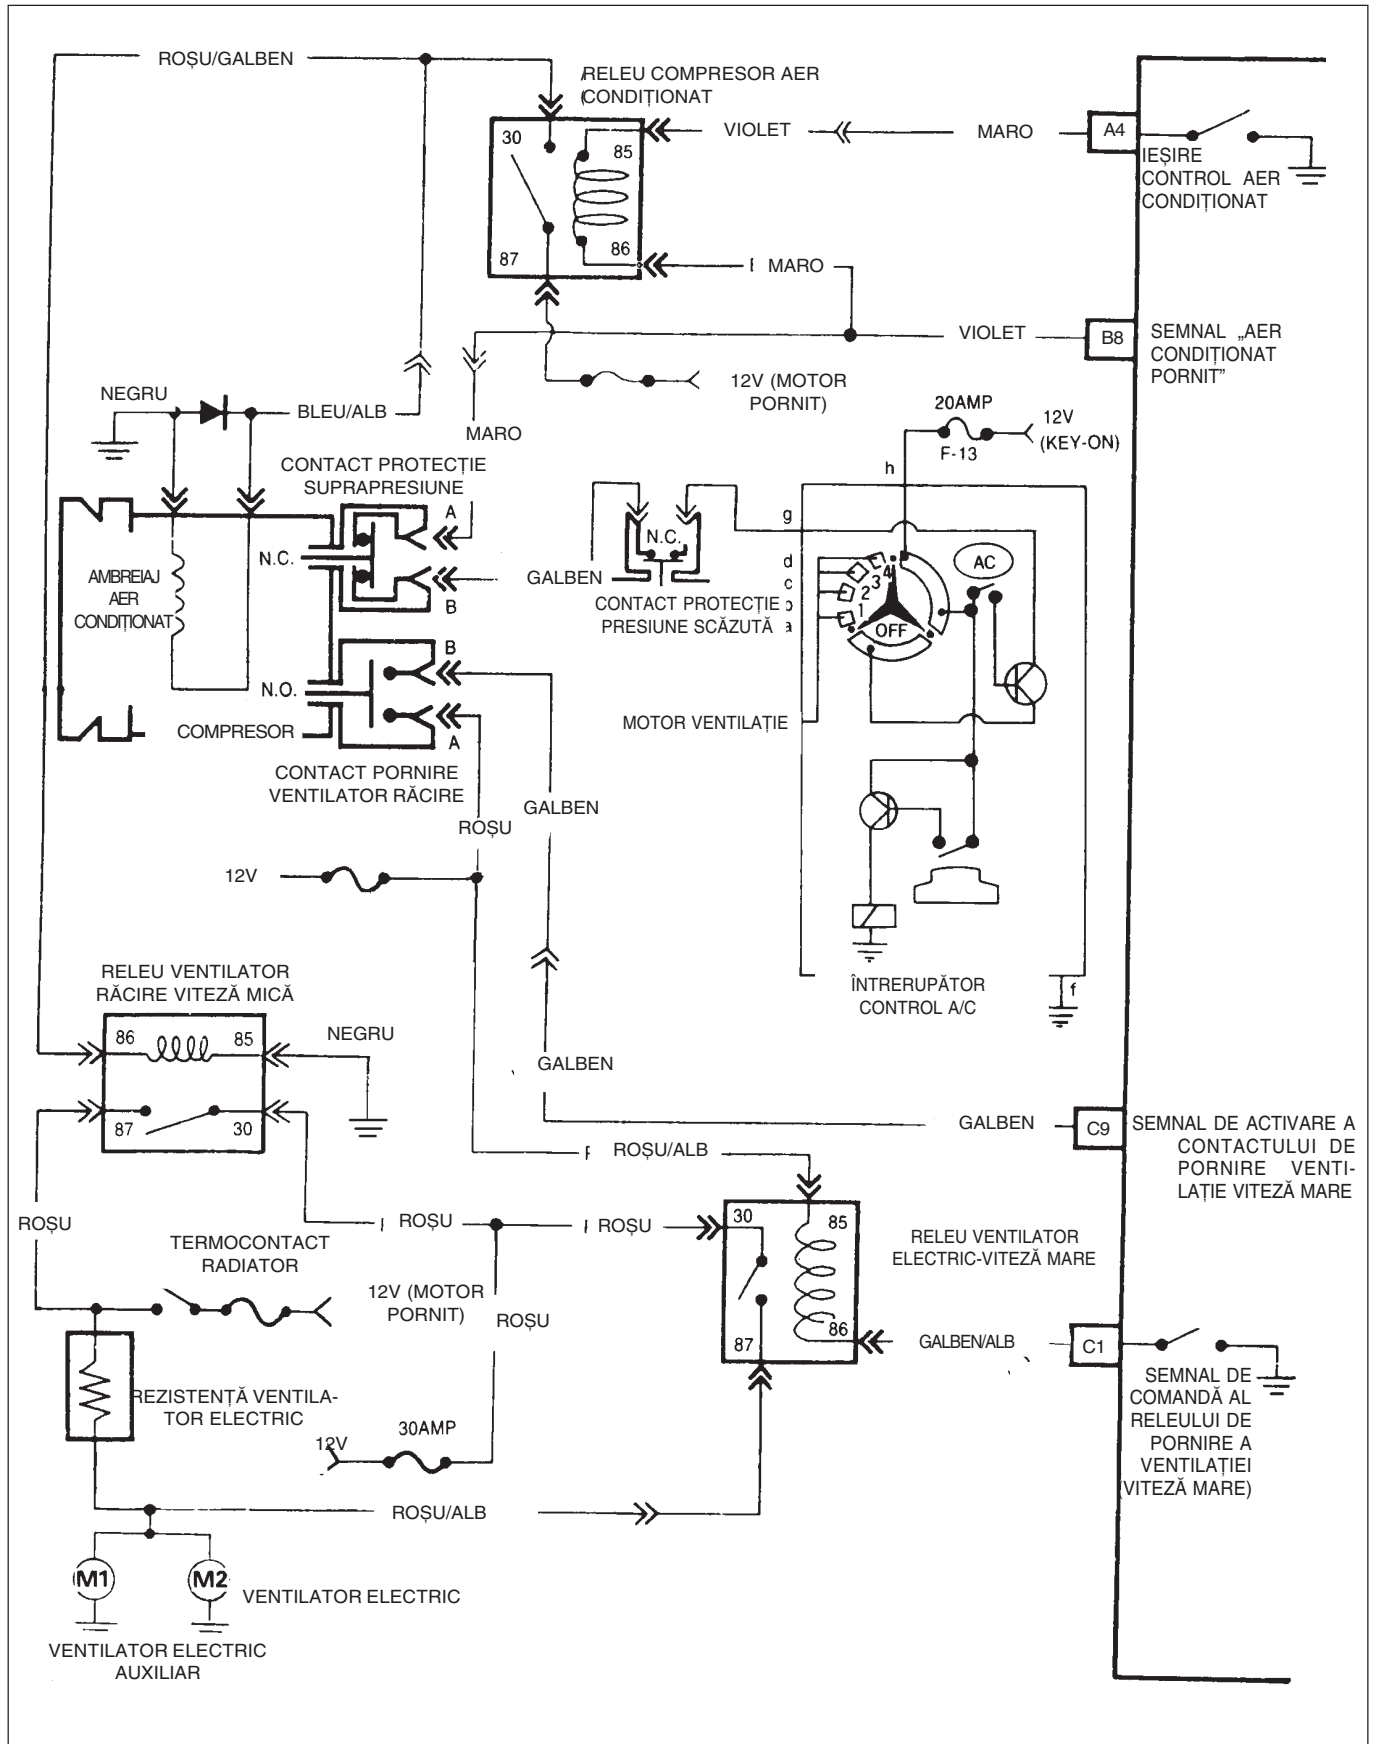 ROȘU/GALBEN
RELEU COMPRESOR AER
CONDIȚIONAT
30
85
VIOLET
MARO
A4
IEȘIRE
CONTROL AER
CONDIȚIONAT
87
86
MARO
VIOLET
B8
SEMNAL „AER
CONDIȚIONAT
PORNIT”
12V (MOTOR
PORNIT)
NEGRU
BLEU/ALB
MARO
20AMP
12V
(KEY-ON)
F-13
h
CONTACT PROTECȚIE
SUPRAPRESIUNE
A
N.C.
B
GALBEN
N.C.
CONTACT PROTECȚIE
PRESIUNE SCĂZUTĂ
g
d
c
b
a
4
3
2
1
OFF
AC
AMBREIAJ
AER
CONDIȚIONAT
B
N.O.
A
COMPRESOR
MOTOR VENTILAȚIE
CONTACT PORNIRE
VENTILATOR RĂCIRE
GALBEN
ROȘU
12V
RELEU VENTILATOR
RĂCIRE VITEZĂ MICĂ
ÎNTRERUPĂTOR
CONTROL A/C
f
86
85
NEGRU
GALBEN
87
30
GALBEN
C9
SEMNAL DE ACTIVARE A
CONTACTULUI DE
PORNIRE VENTI-
LAȚIE VITEZĂ MARE
ROȘU/ALB
ROȘU
ROȘU
ROȘU
30
85
RELEU VENTILATOR
ELECTRIC-VITEZĂ MARE
TERMOCONTACT
RADIATOR
12V (MOTOR
PORNIT)
ROȘU
87
86
GALBEN/ALB
C1
SEMNAL DE
COMANDĂ AL
RELEULUI DE
PORNIRE A
VENTILAȚIEI
(VITEZĂ MARE)
REZISTENȚĂ VENTILA-
TOR ELECTRIC
12V
30AMP
ROȘU/ALB
M1
M2
VENTILATOR ELECTRIC
VENTILATOR ELECTRIC
AUXILIAR